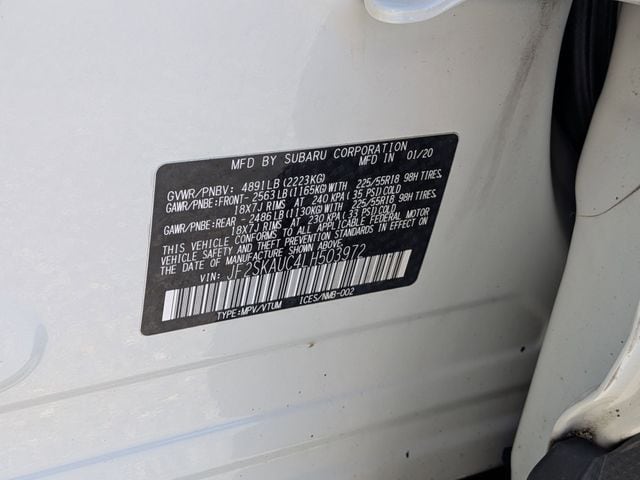 MFD BY SUBARU CORPORATION MFD IN 01/20
GVWR/PNBV: 4891LB(2223KG)
GAWR/PNBE:FRONT- 2563LB(1165KG)WITH 225/55R18 98H TIRES,
18X7J RIMS AT 240 KPA(35 PSI)COLD
GAWR/PNBE:REAR- 2486LB(1130KG)WITH 225/55R18 98H TIRES,
18X7J RIMS AT 230 KPA(33 PSI)COLD
THIS VEHICLE CONFORMS TO ALL APPLICABLE FEDERAL MOTOR
VEHICLE SAFETY AND THEFT PREVENTION STANDARDS IN EFFECT ON
THE DATE OF MANUFACTURE SHOWN ABOVE.
VIN: JF2SKAUC4LH503972
TYPE:MPV/VTUM ICES/NMB-002